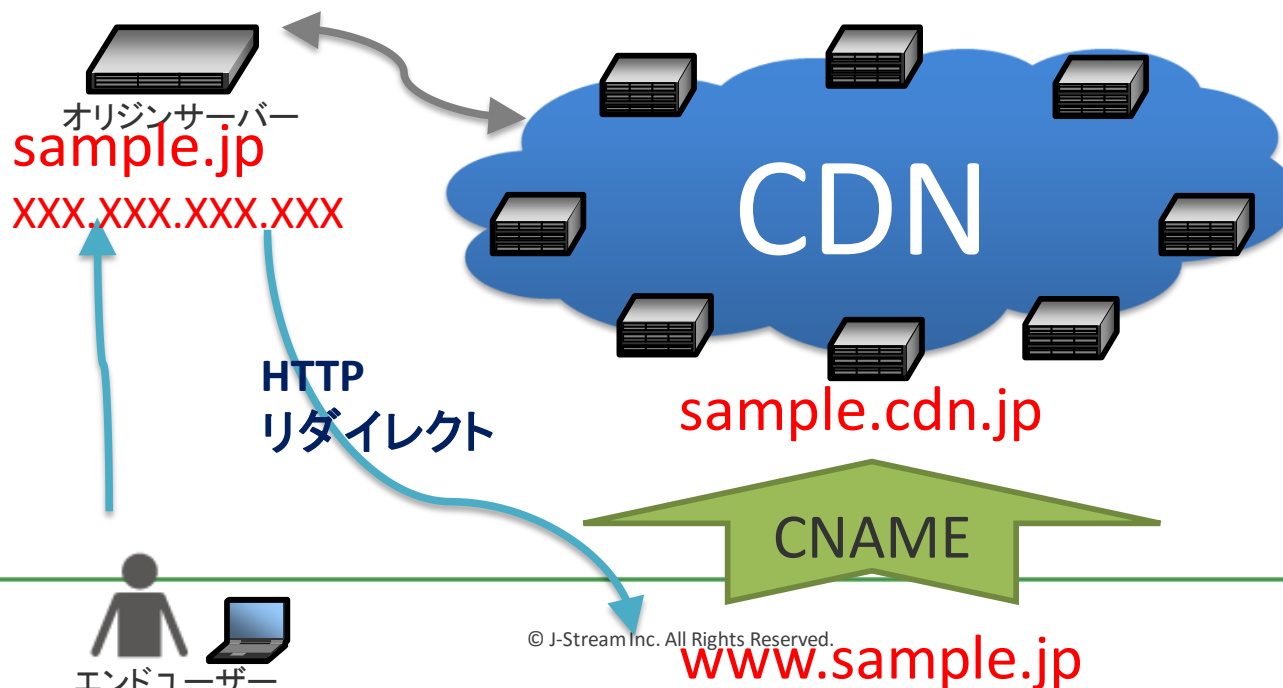 オリジンサーバー
sample.jp
XXX.XXX.XXX.XXX
CDN
HTTP
リダイレクト
sample.cdn.jp
CNAME
© J-Stream Inc. All Rights Reserved.
www.sample.jp
エンドユーザー